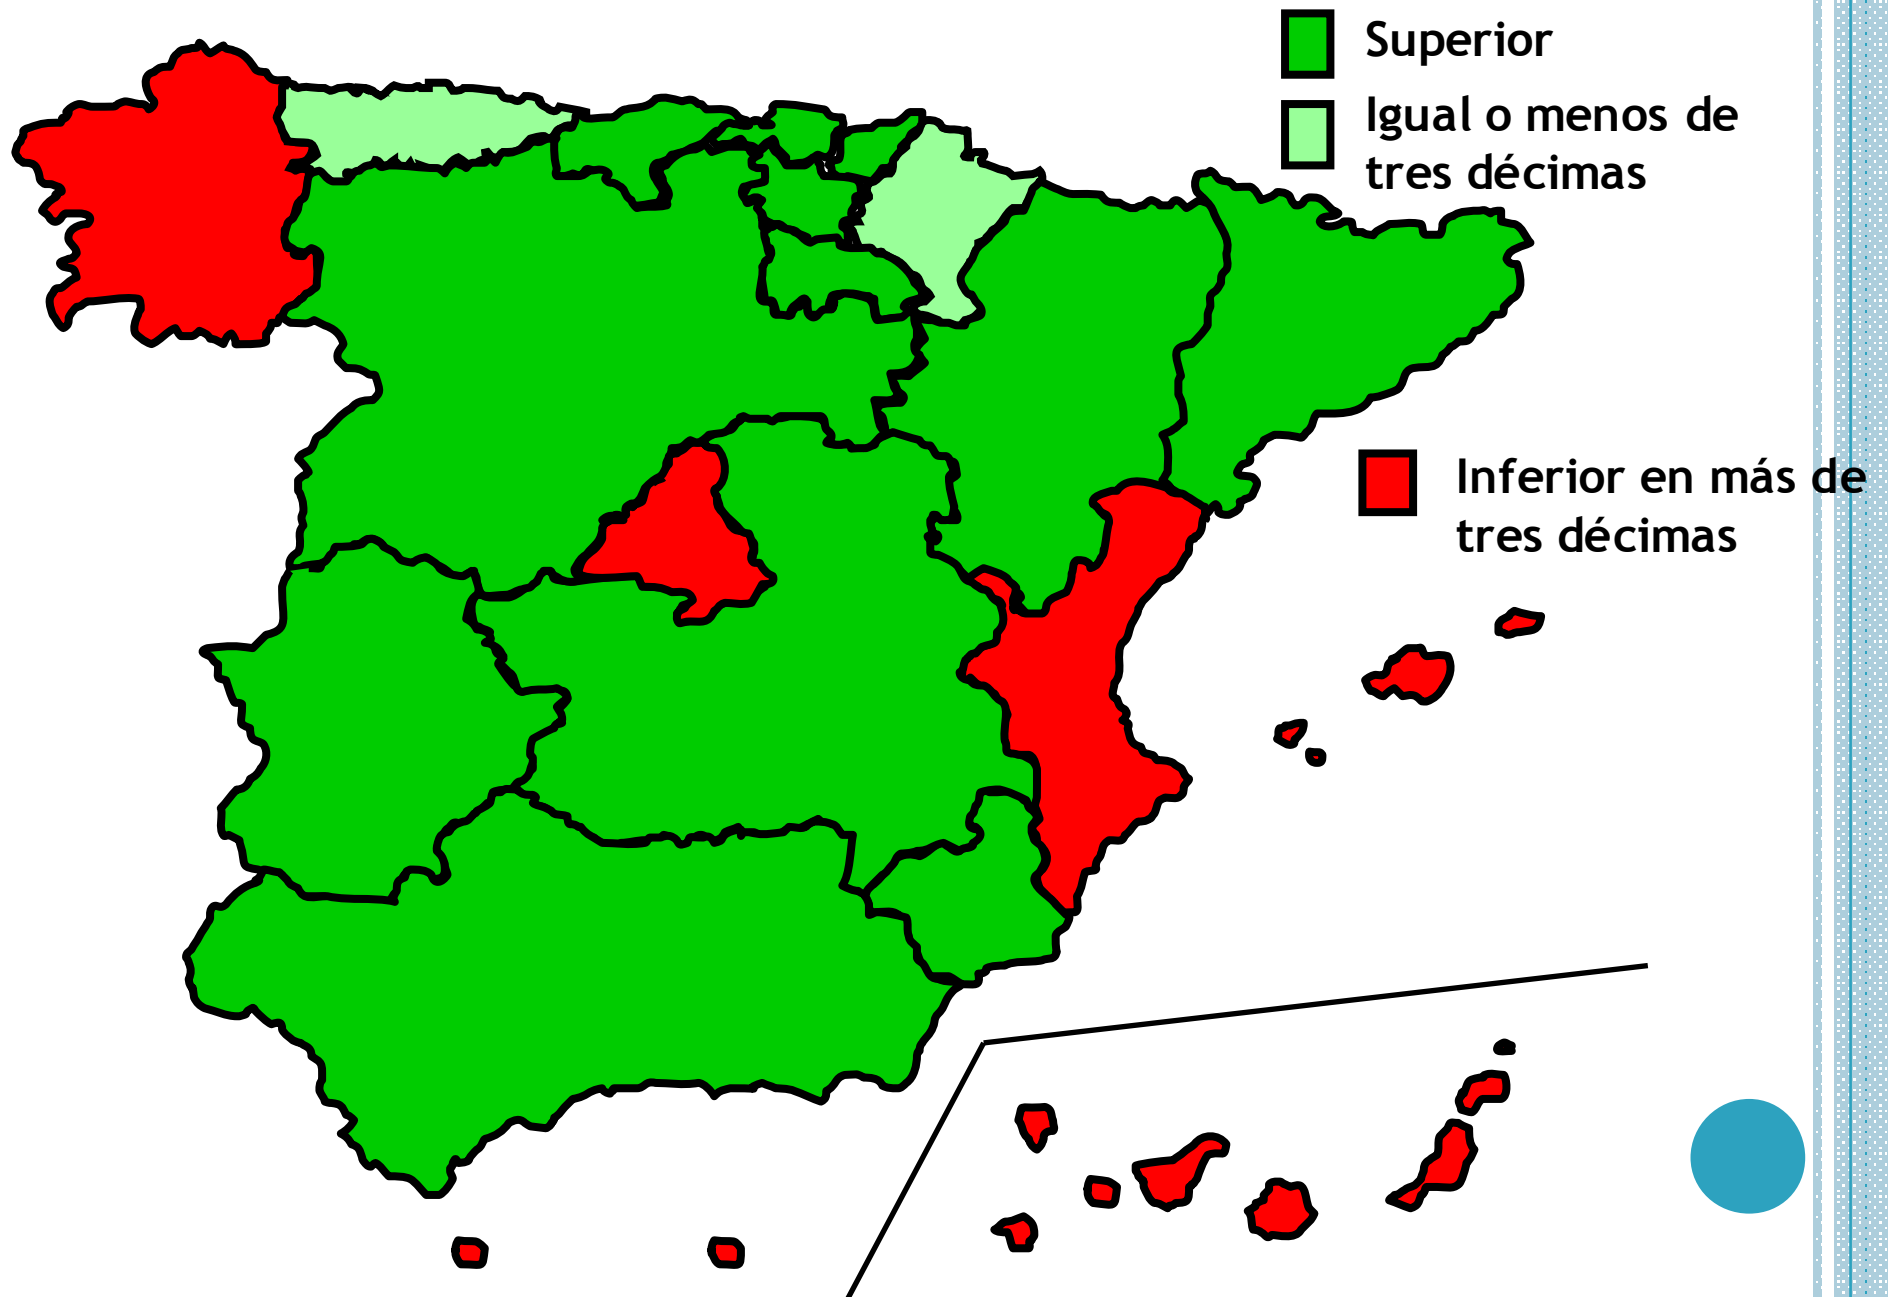 Superior
Igual o menos de
tres décimas
Inferior en más de
tres décimas